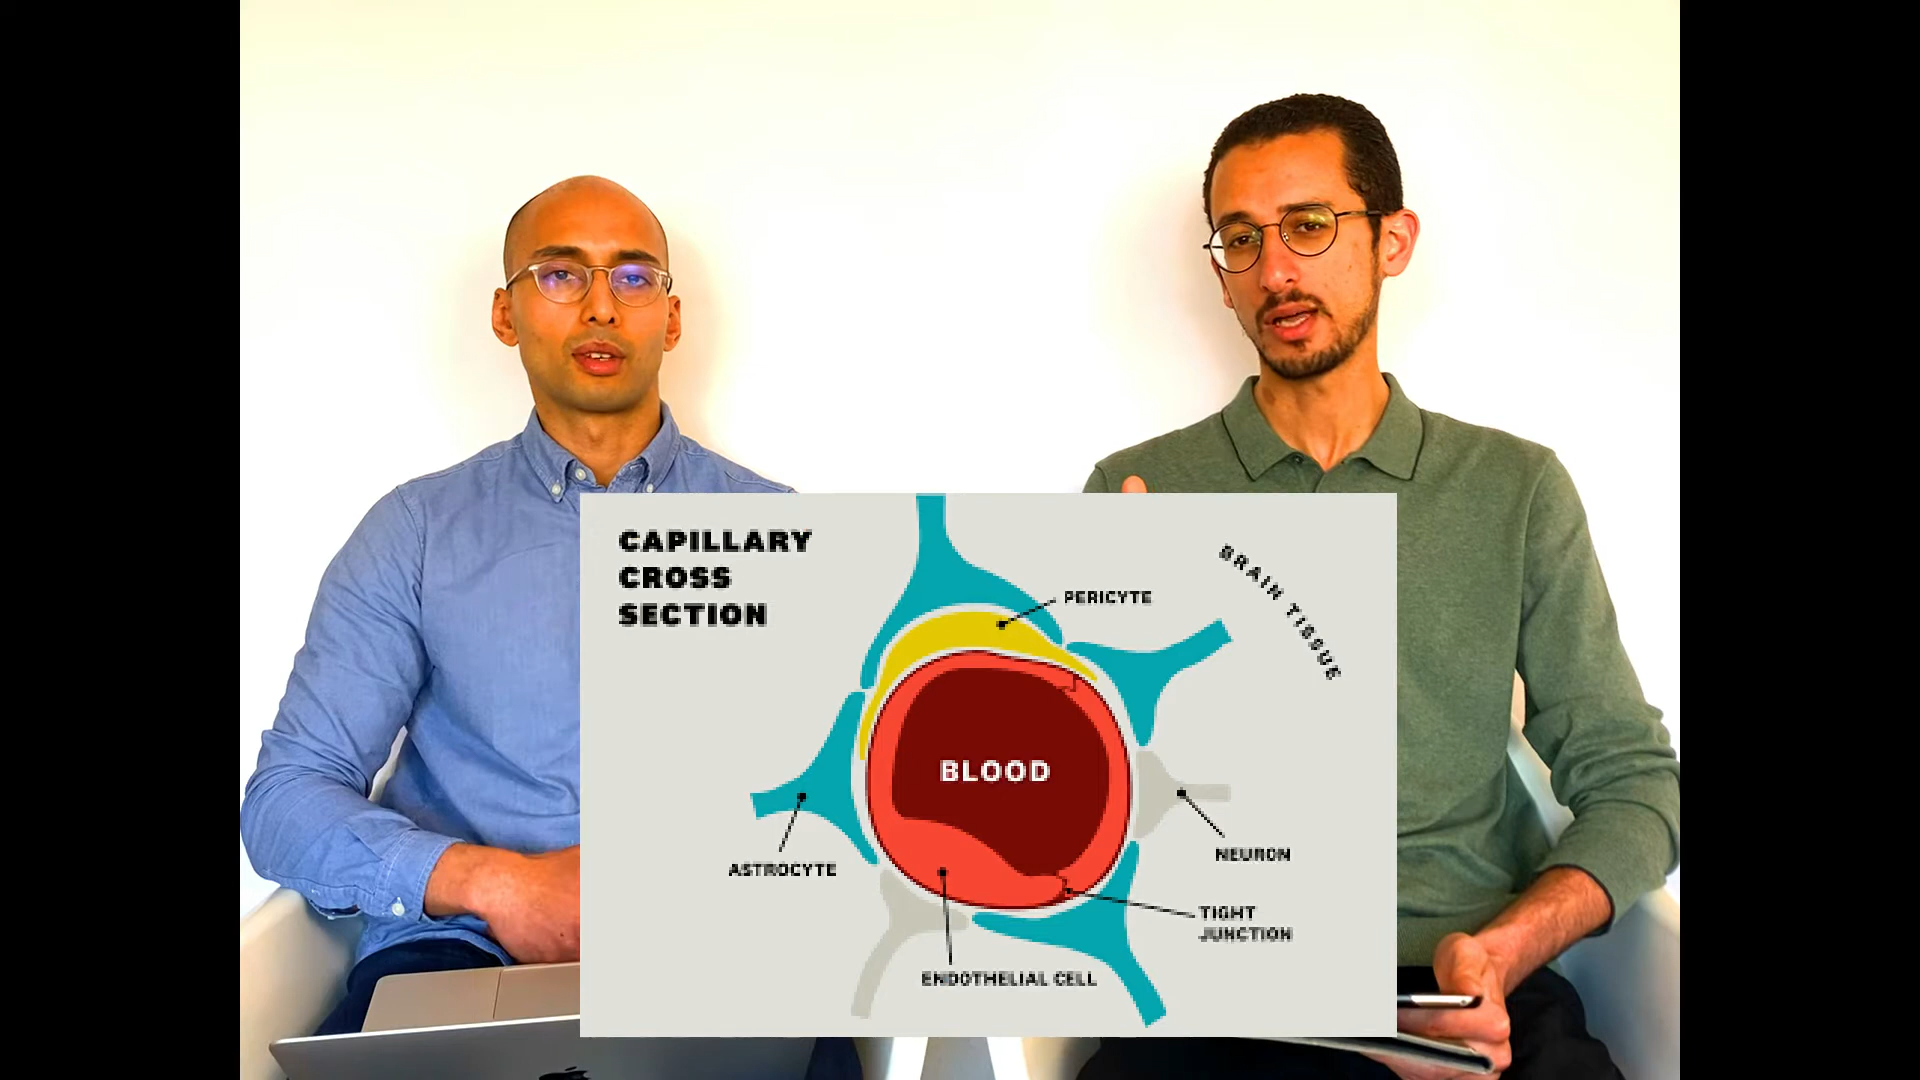 CAPILLARY
CROSS
SECTION
BRAIN TISSUE
PERICYTE
BLOOD
NEURON
ASTROCYTE
TIGHT
JUNCTION
ENDOTHELIAL CELL